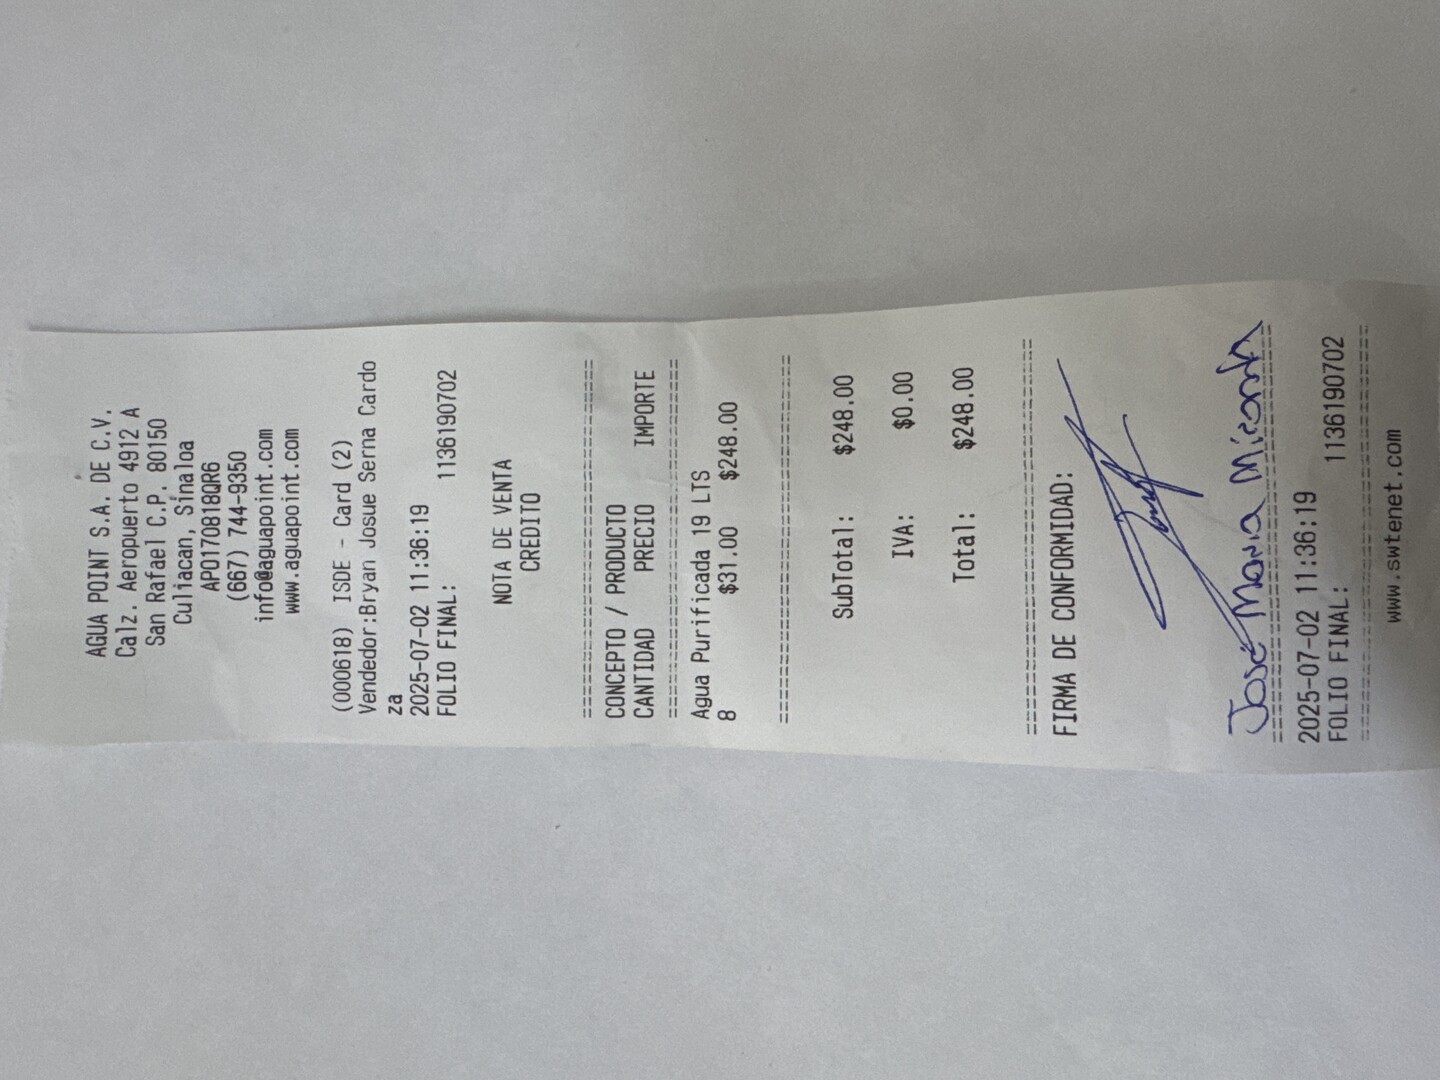 AGUA POINT S.A. DE C.V.
Calz. Aeropuerto 4912 A
San Rafael C.P. 80150
Culiacan, Sinaloa
APO170818QR6
(667) 744-9350
info@aguapoint.com
www.aguapoint.com
(000618) ISDE - Card (2)
Vendedor:Bryan Josue Serna Cardo
za
2025-07-02 11:36:19
FOLIO FINAL: 1136190702
NOTA DE VENTA
CREDITO
================================
CONCEPTO / PRODUCTO
CANTIDAD PRECIO IMPORTE
================================
Agua Purificada 19 LTS
8 $31.00 $248.00
================================
SubTotal: $248.00
IVA: $0.00
Total: $248.00
================================
FIRMA DE CONFORMIDAD:
José Maria Miranda
================================
2025-07-02 11:36:19
FOLIO FINAL: 1136190702
================================
www.swtenet.com